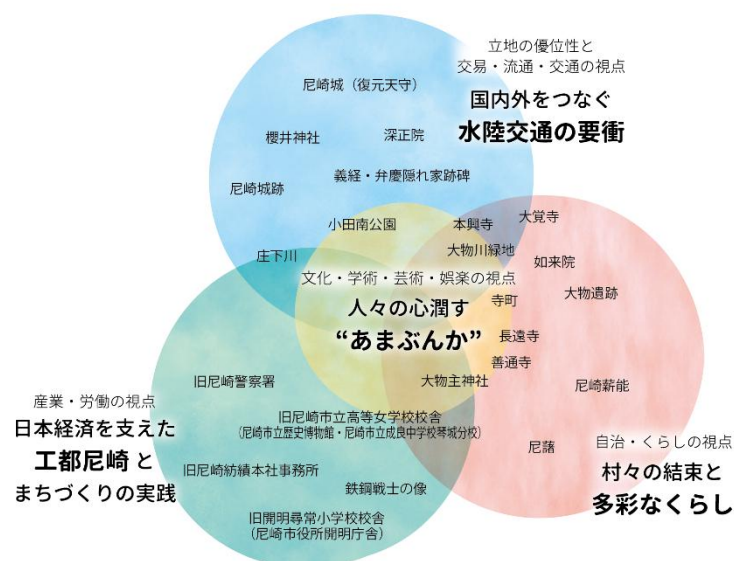 立地の優位性と
交易・流通・交通の視点
国内外をつなぐ
水陸交通の要衝
尼崎城（復元天守）
櫻井神社
深正院
尼崎城跡
義経・弁慶隠れ家跡碑
小田南公園
本興寺
大覚寺
庄下川
大物川緑地
如来院
文化・学術・芸術・娯楽の視点
人々の心潤す
“あまぶんか”
寺町
大物遺跡
長遠寺
善通寺
大物主神社
尼崎薪能
尼藷
自治・くらしの視点
村々の結束と
多彩なくらし
産業・労働の視点
日本経済を支えた
工都尼崎と
まちづくりの実践
旧尼崎警察署
旧尼崎市立高等女学校校舎
（尼崎市立歴史博物館・尼崎市立成良中学校琴城分校）
旧尼崎紡績本社事務所
鉄鋼戦士の像
旧開明尋常小学校校舎
（尼崎市役所開明庁舎）